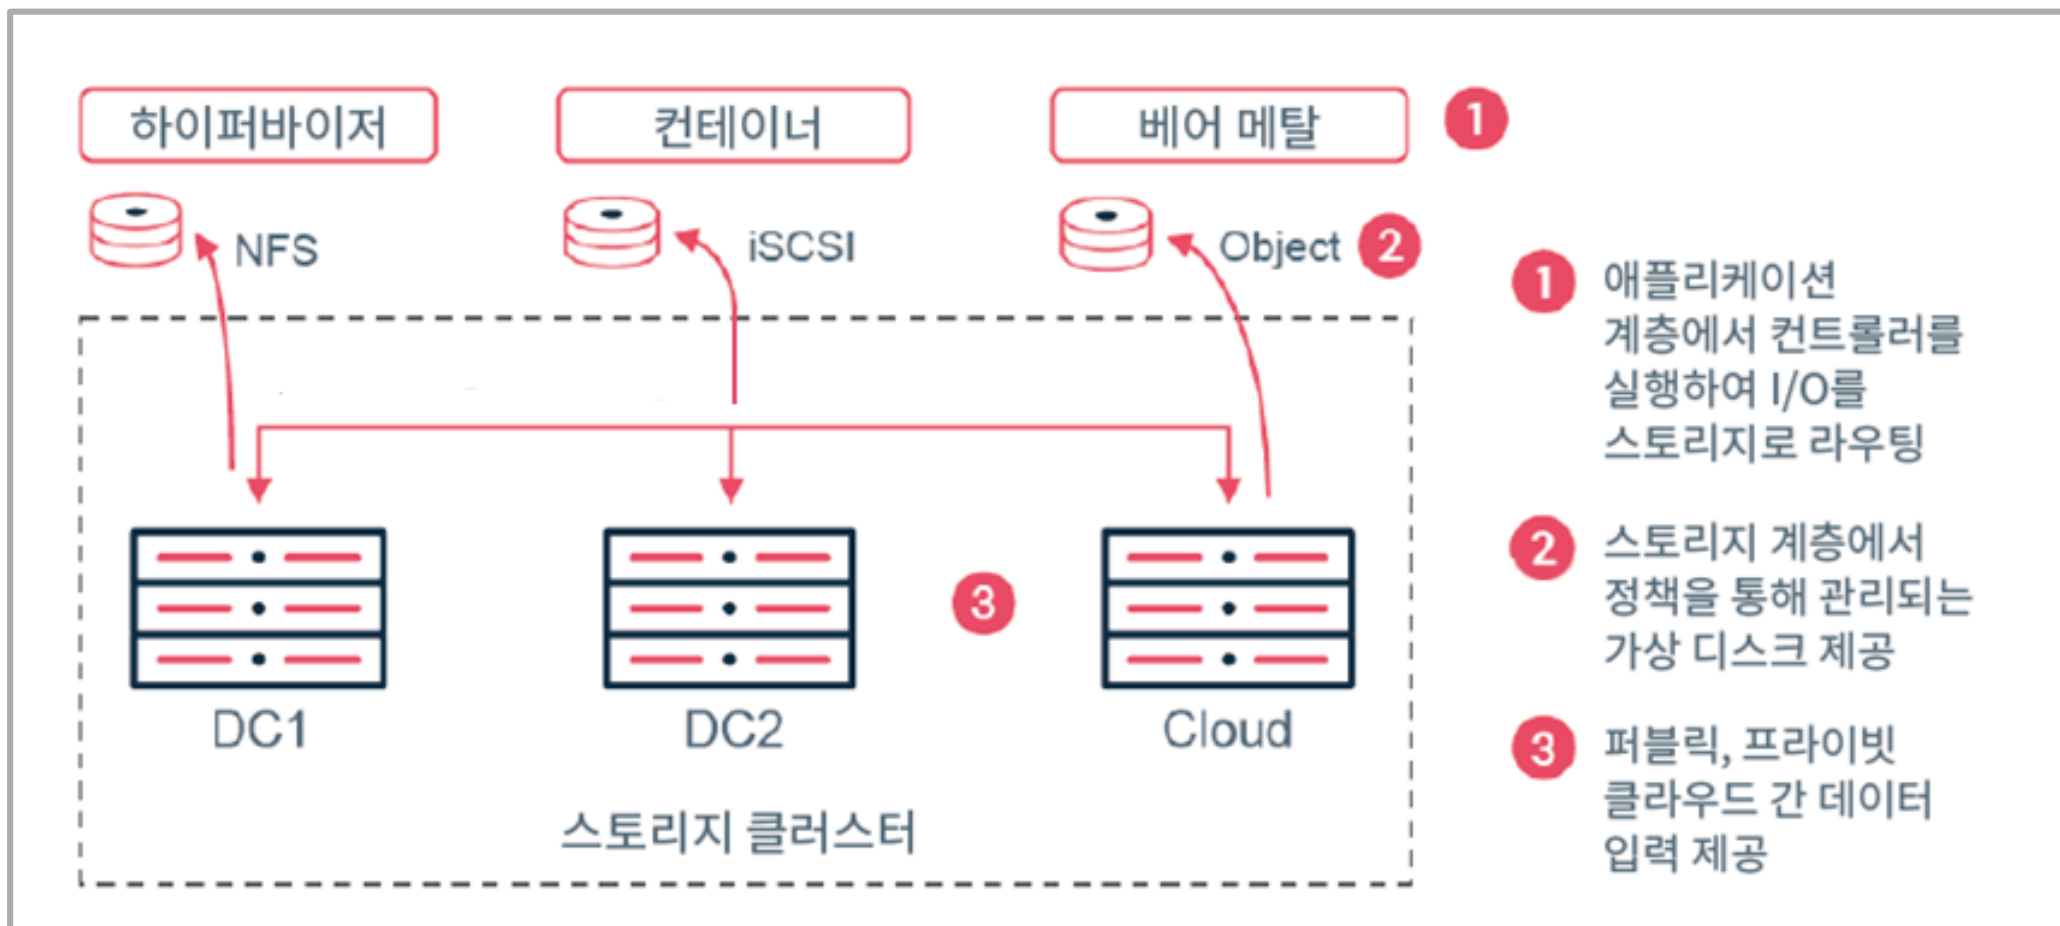 하이퍼바이저
컨테이너
베어 메탈
1
NFS
iSCSI
Object
2
3
DC1
DC2
Cloud
스토리지 클러스터
1
애플리케이션
계층에서 컨트롤러를
실행하여 I/O를
스토리지로 라우팅
2
스토리지 계층에서
정책을 통해 관리되는
가상 디스크 제공
3
퍼블릭, 프라이빗
클라우드 간 데이터
입력 제공